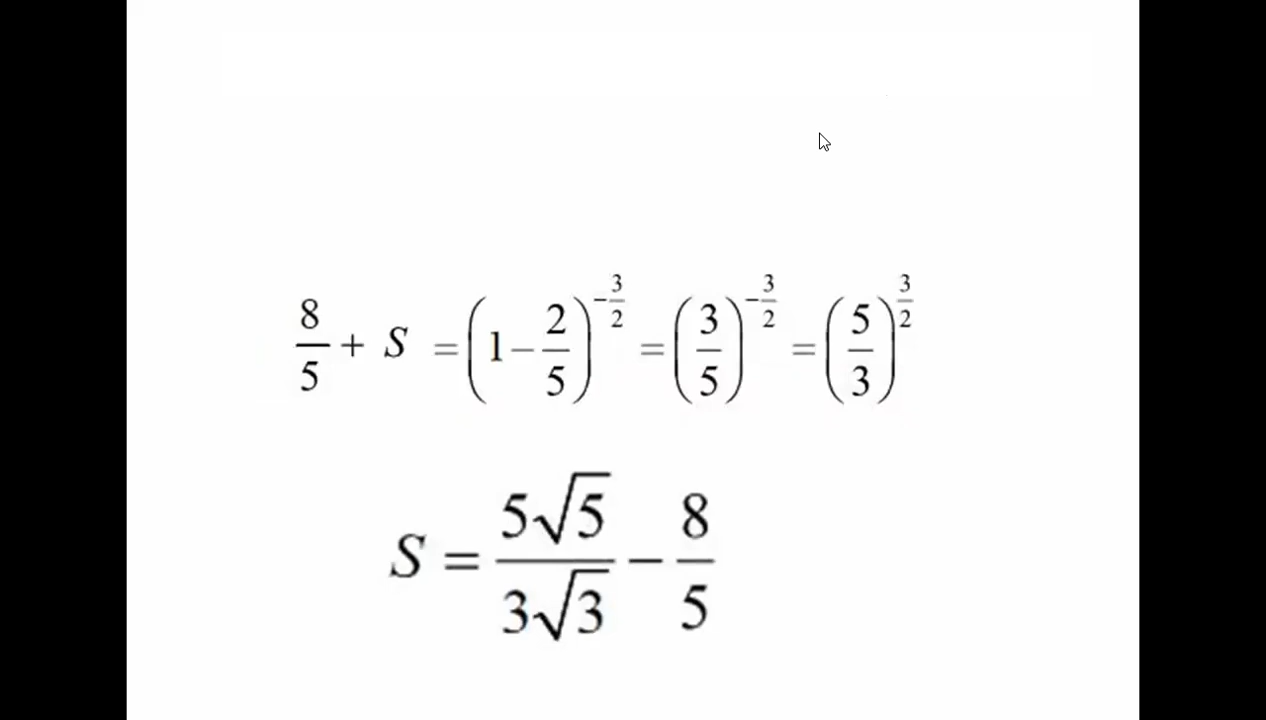 8/5 + S = (1 − 2/5)^(−3/2) = (3/5)^(−3/2) = (5/3)^(3/2)
S = 5√5/3√3 − 8/5